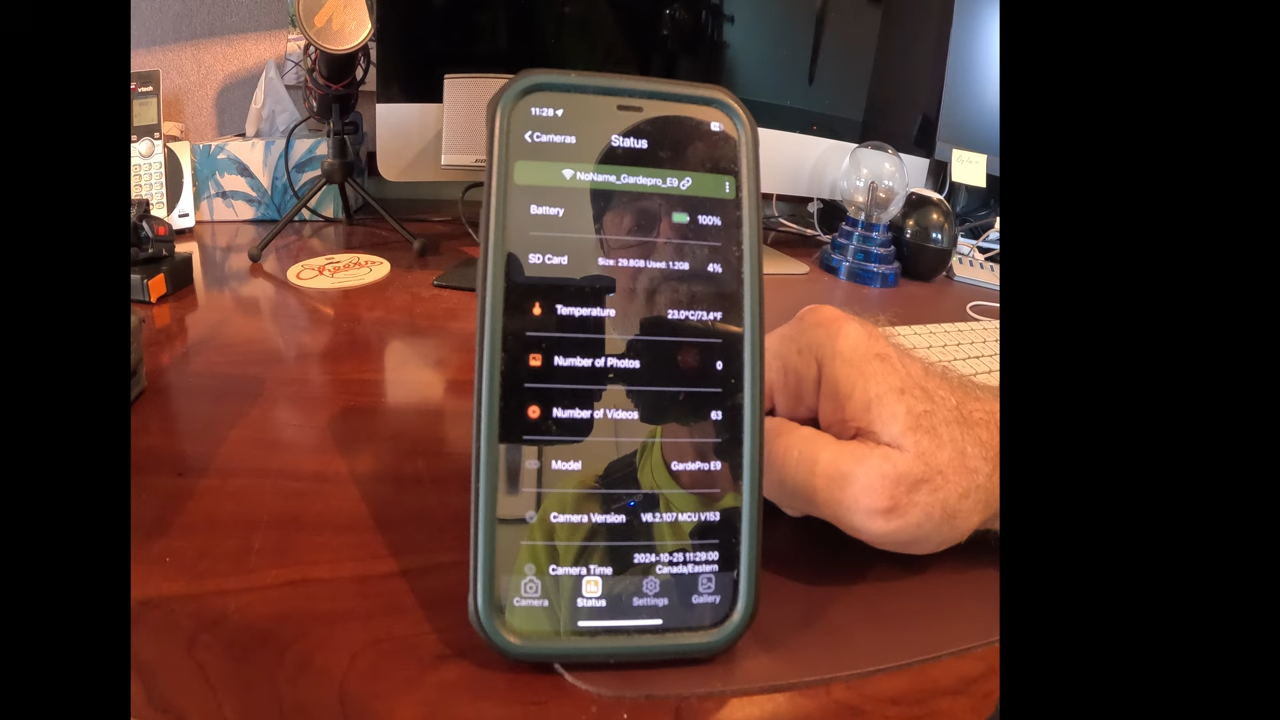 vtech
11:28
Cameras
Status
NoName_Gardepro_E9
Battery
100%
SD Card
Size: 29.8GB Used: 1.2GB
4%
Temperature
23.0°C/73.4°F
Number of Photos
0
Number of Videos
63
Model
GardePro E9
Camera Version
V6.2.107 MCU V153
Camera Time
2024-10-25 11:29:00
Canada/Eastern
Camera
Status
Settings
Gallery
Cheers